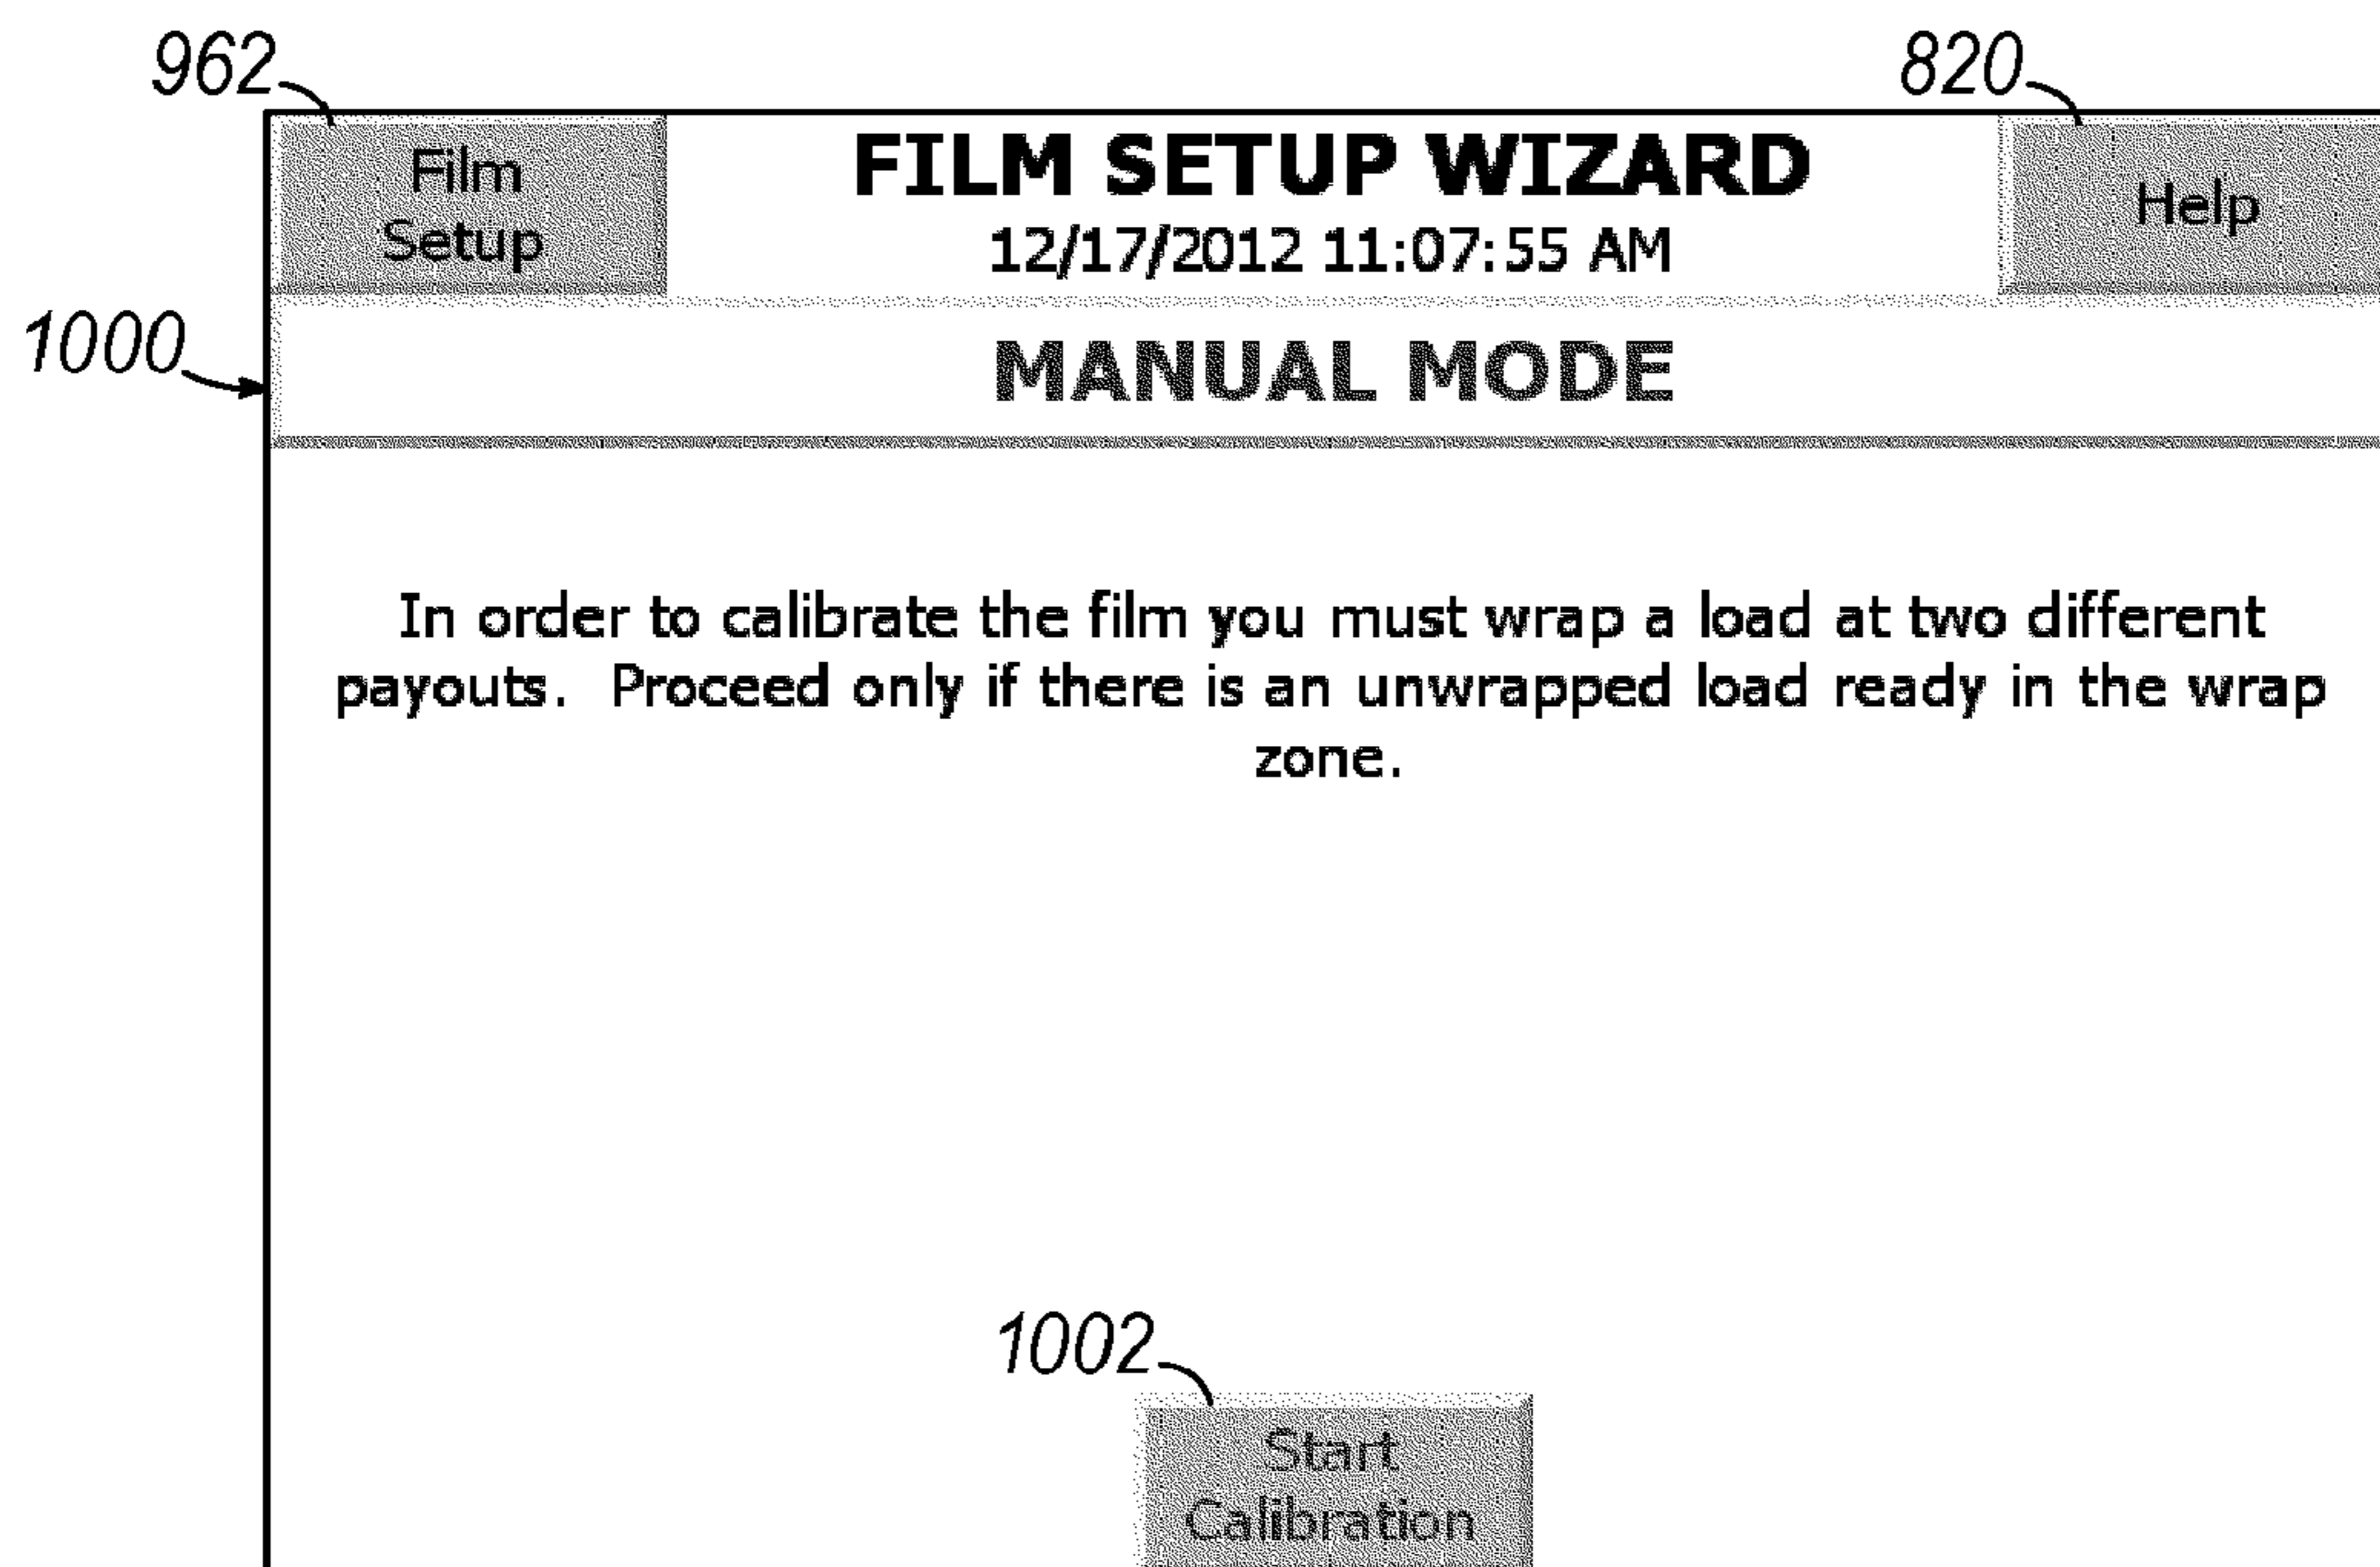 962
820
Film
Setup
FILM SETUP WIZARD
12/17/2012 11:07:55 AM
Help
1000
MANUAL MODE
In order to calibrate the film you must wrap a load at two different
payouts.  Proceed only if there is an unwrapped load ready in the wrap
zone.
1002
Start
Calibration